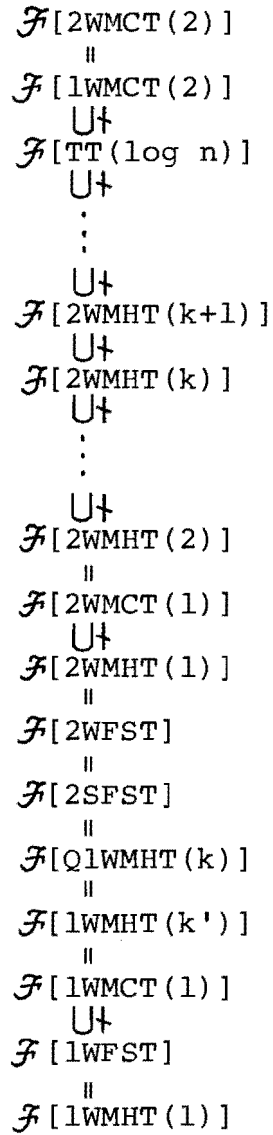 ℱ[2WMCT(2)]
॥
ℱ[1WMCT(2)]
∪+
ℱ[TT(log n)]
∪+
⋮
∪+
ℱ[2WMHT(k+1)]
∪+
ℱ[2WMHT(k)]
∪+
⋮
∪+
ℱ[2WMHT(2)]
॥
ℱ[2WMCT(1)]
∪+
ℱ[2WMHT(1)]
॥
ℱ[2WFST]
॥
ℱ[2SFST]
॥
ℱ[Q1WMHT(k)]
॥
ℱ[1WMHT(k')]
॥
ℱ[1WMCT(1)]
∪+
ℱ[1WFST]
॥
ℱ[1WMHT(1)]